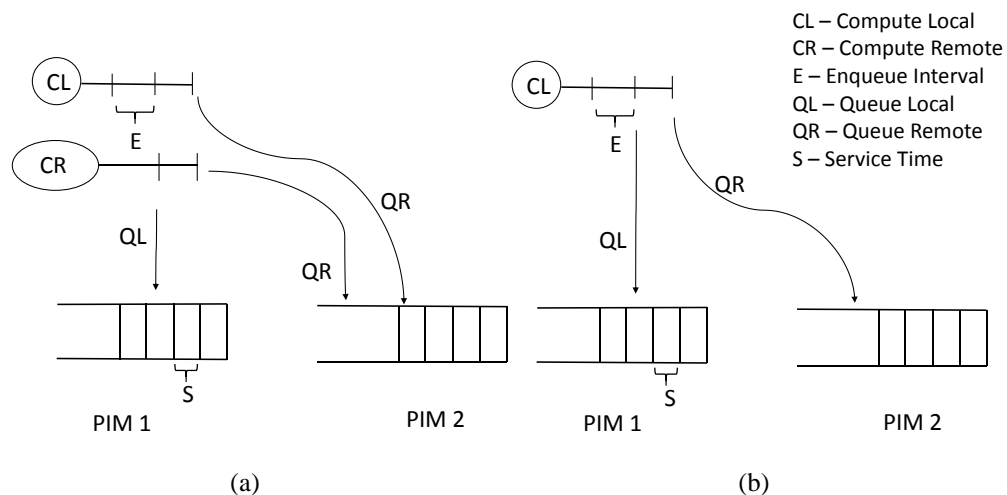 CL
E
CR
QL
QR
QR
S
PIM 1
PIM 2
(a)
CL
E
QL
QR
S
PIM 1
PIM 2
(b)
CL – Compute Local
CR – Compute Remote
E – Enqueue Interval
QL – Queue Local
QR – Queue Remote
S – Service Time